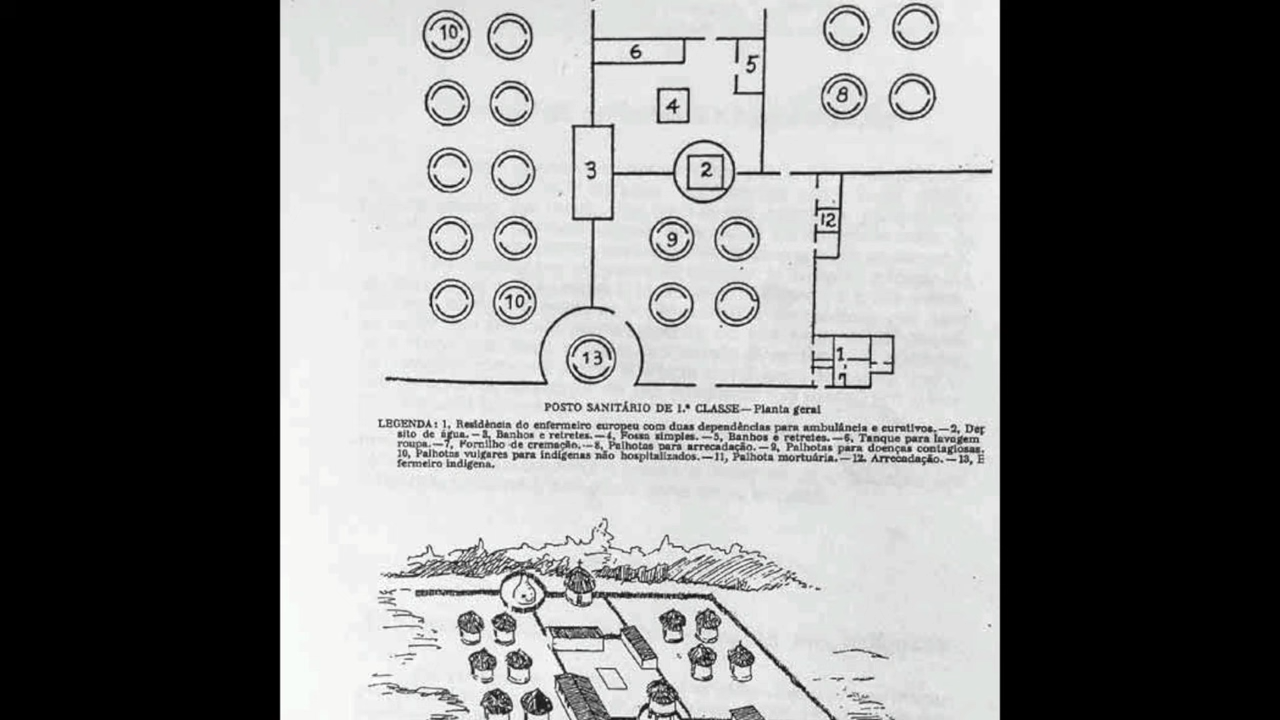 10
6
5
8
4
3
2
12
9
10
1
13
POSTO SANITÁRIO DE 1.ª CLASSE — Planta geral
LEGENDA: 1, Residência do enfermeiro europeu com duas dependências para ambulância e curativos. — 2, Dep
sito de água. — 3, Banhos e retretes. — 4, Fossa simples. — 5, Banhos e retretes. — 6, Tanque para lavagem
roupa. — 7, Fornilho de cremação. — 8, Palhotas para arrecadação. — 9, Palhotas para doenças contagiosas.
10, Palhotas vulgares para indígenas não hospitalizados. — 11, Palhota mortuária. — 12. Arrecadação. — 13, E
fermeiro indígena.